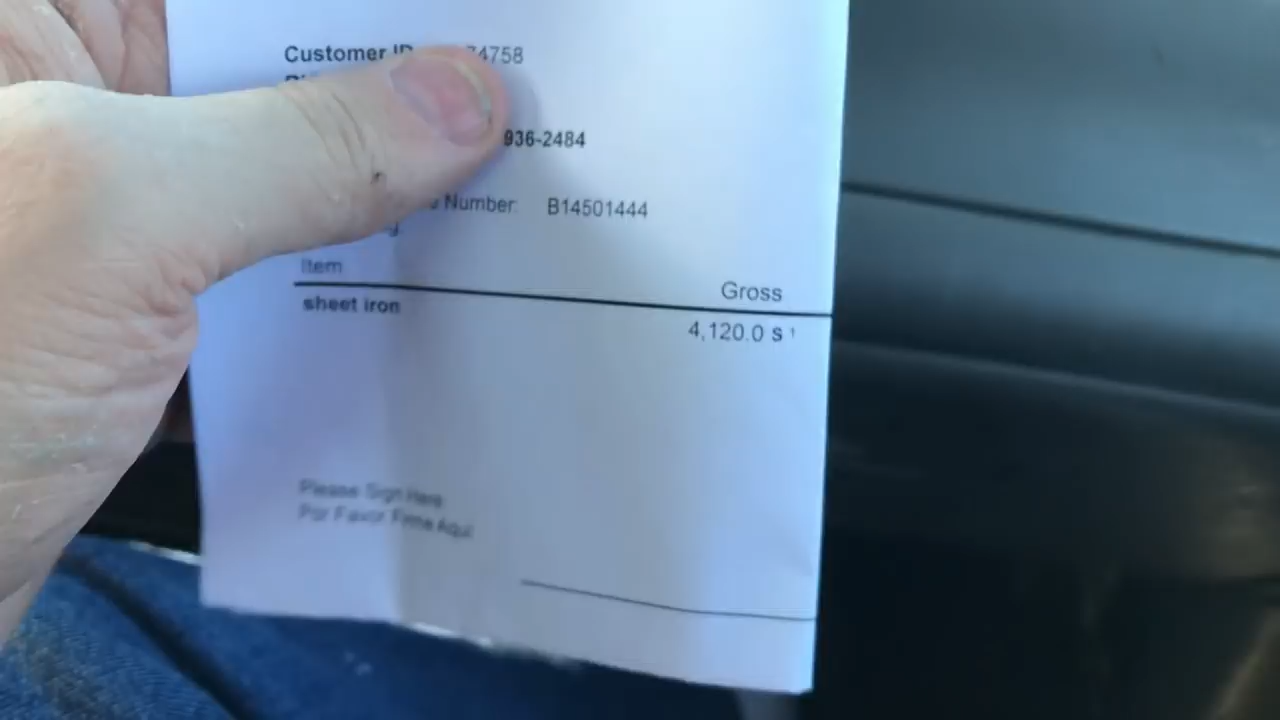 Customer ID 74758
936-2484
Number: B14501444
Item Gross
sheet iron 4,120.0 s
Please Sign Here
Por Favor Firme Aqui